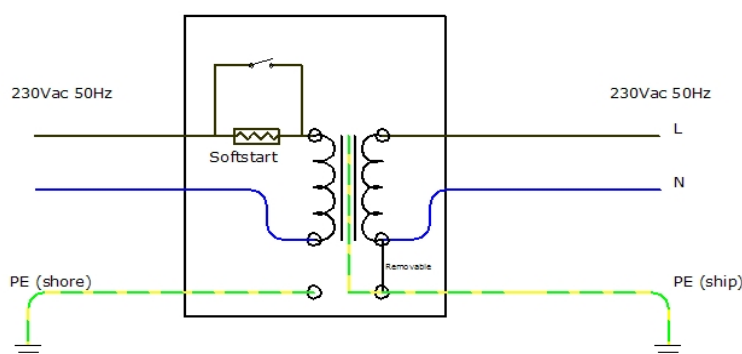 230Vac 50Hz
230Vac 50Hz
L
Softstart
N
Removable
PE (shore)
PE (ship)